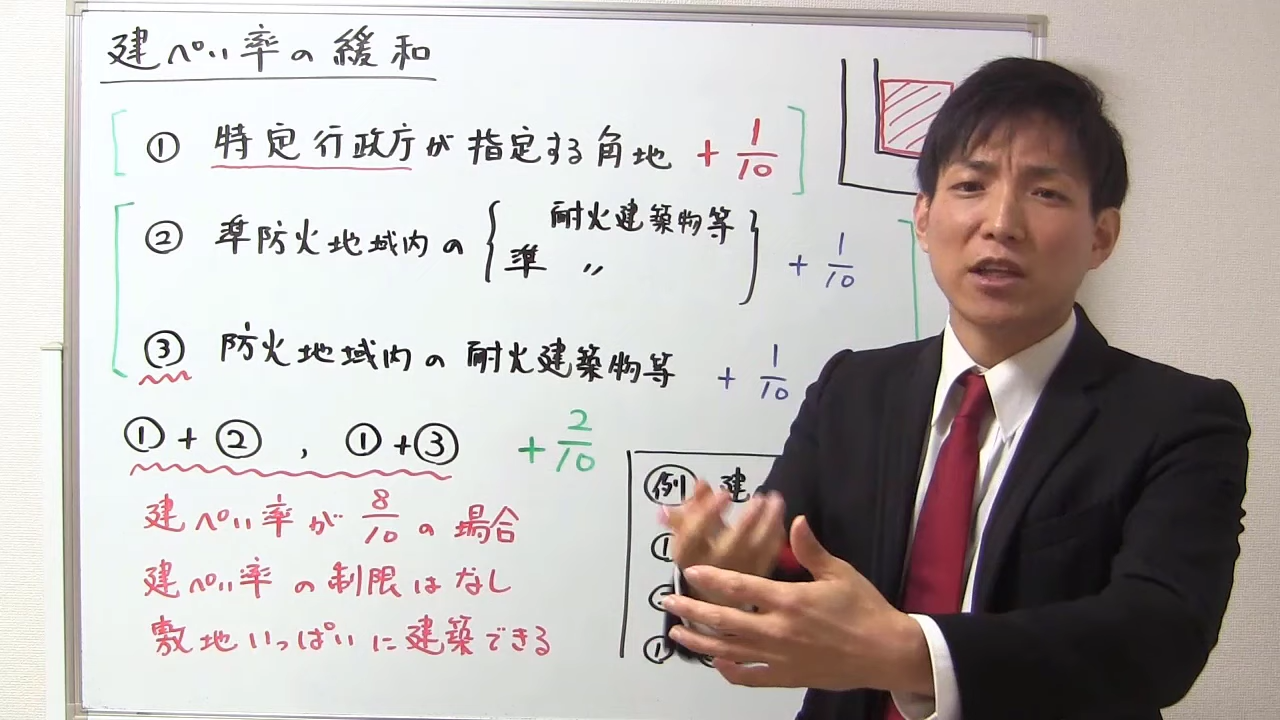 建ぺい率の緩和
① 特定行政庁が指定する角地 + 1/10
② 準防火地域内の { 耐火建築物等
準 〃 } + 1/10
③ 防火地域内の耐火建築物等 + 1/10
①+②, ①+③ + 2/10
建ぺい率が 8/10 の場合
建ぺい率の制限はなし
敷地いっぱいに建築できる
例 建
①
②
①